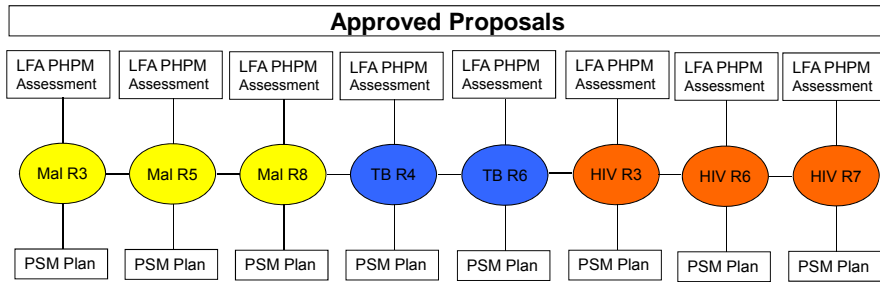 Approved Proposals
LFA PHPM
Assessment
LFA PHPM
Assessment
LFA PHPM
Assessment
LFA PHPM
Assessment
LFA PHPM
Assessment
LFA PHPM
Assessment
LFA PHPM
Assessment
LFA PHPM
Assessment
Mal R3
Mal R5
Mal R8
TB R4
TB R6
HIV R3
HIV R6
HIV R7
PSM Plan
PSM Plan
PSM Plan
PSM Plan
PSM Plan
PSM Plan
PSM Plan
PSM Plan